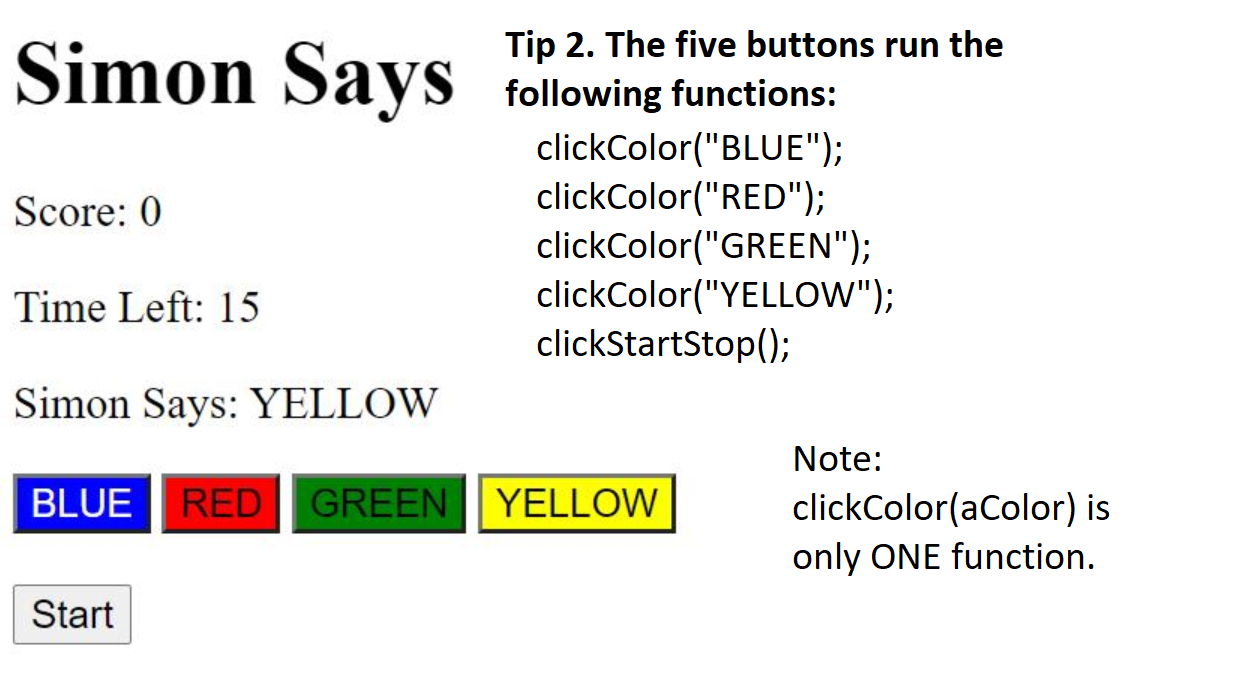 Simon Says
Score: 0
Time Left: 15
Simon Says: YELLOW
BLUE RED GREEN YELLOW
Start
Tip 2. The five buttons run the
following functions:
clickColor("BLUE");
clickColor("RED");
clickColor("GREEN");
clickColor("YELLOW");
clickStartStop();
Note:
clickColor(aColor) is
only ONE function.